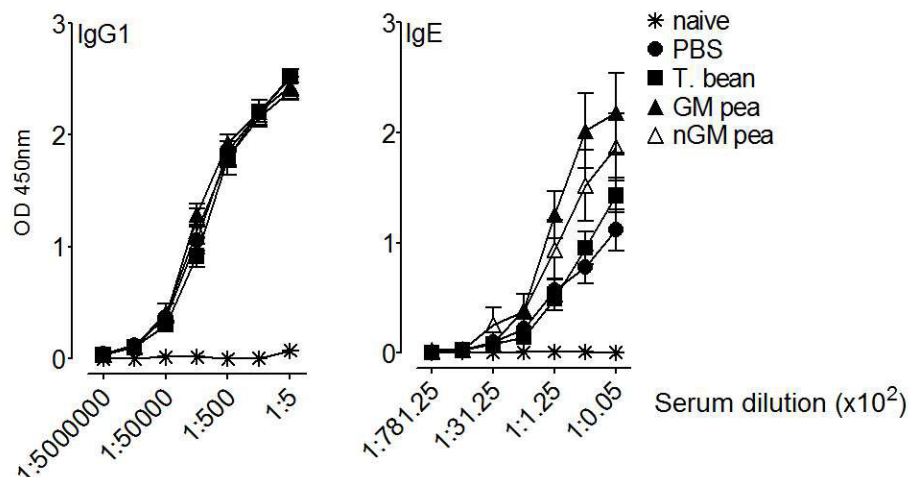 IgG1
OD 450nm
3
2
1
0
1:5000000
1:50000
1:500
1:5
IgE
3
2
1
0
1:781.25
1:31.25
1:1.25
1:0.05
naive
PBS
T. bean
GM pea
nGM pea
Serum dilution (x10²)